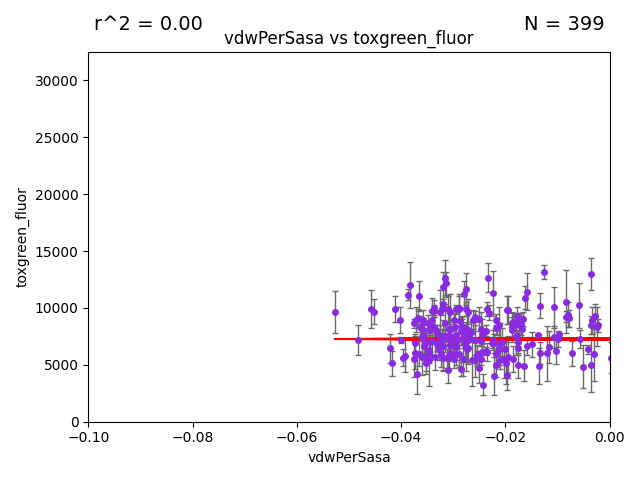 r^2 = 0.00
N = 399
vdwPerSasa vs toxgreen_fluor
30000
25000
20000
15000
10000
5000
0
toxgreen_fluor
−0.10
−0.08
−0.06
−0.04
−0.02
0.00
vdwPerSasa